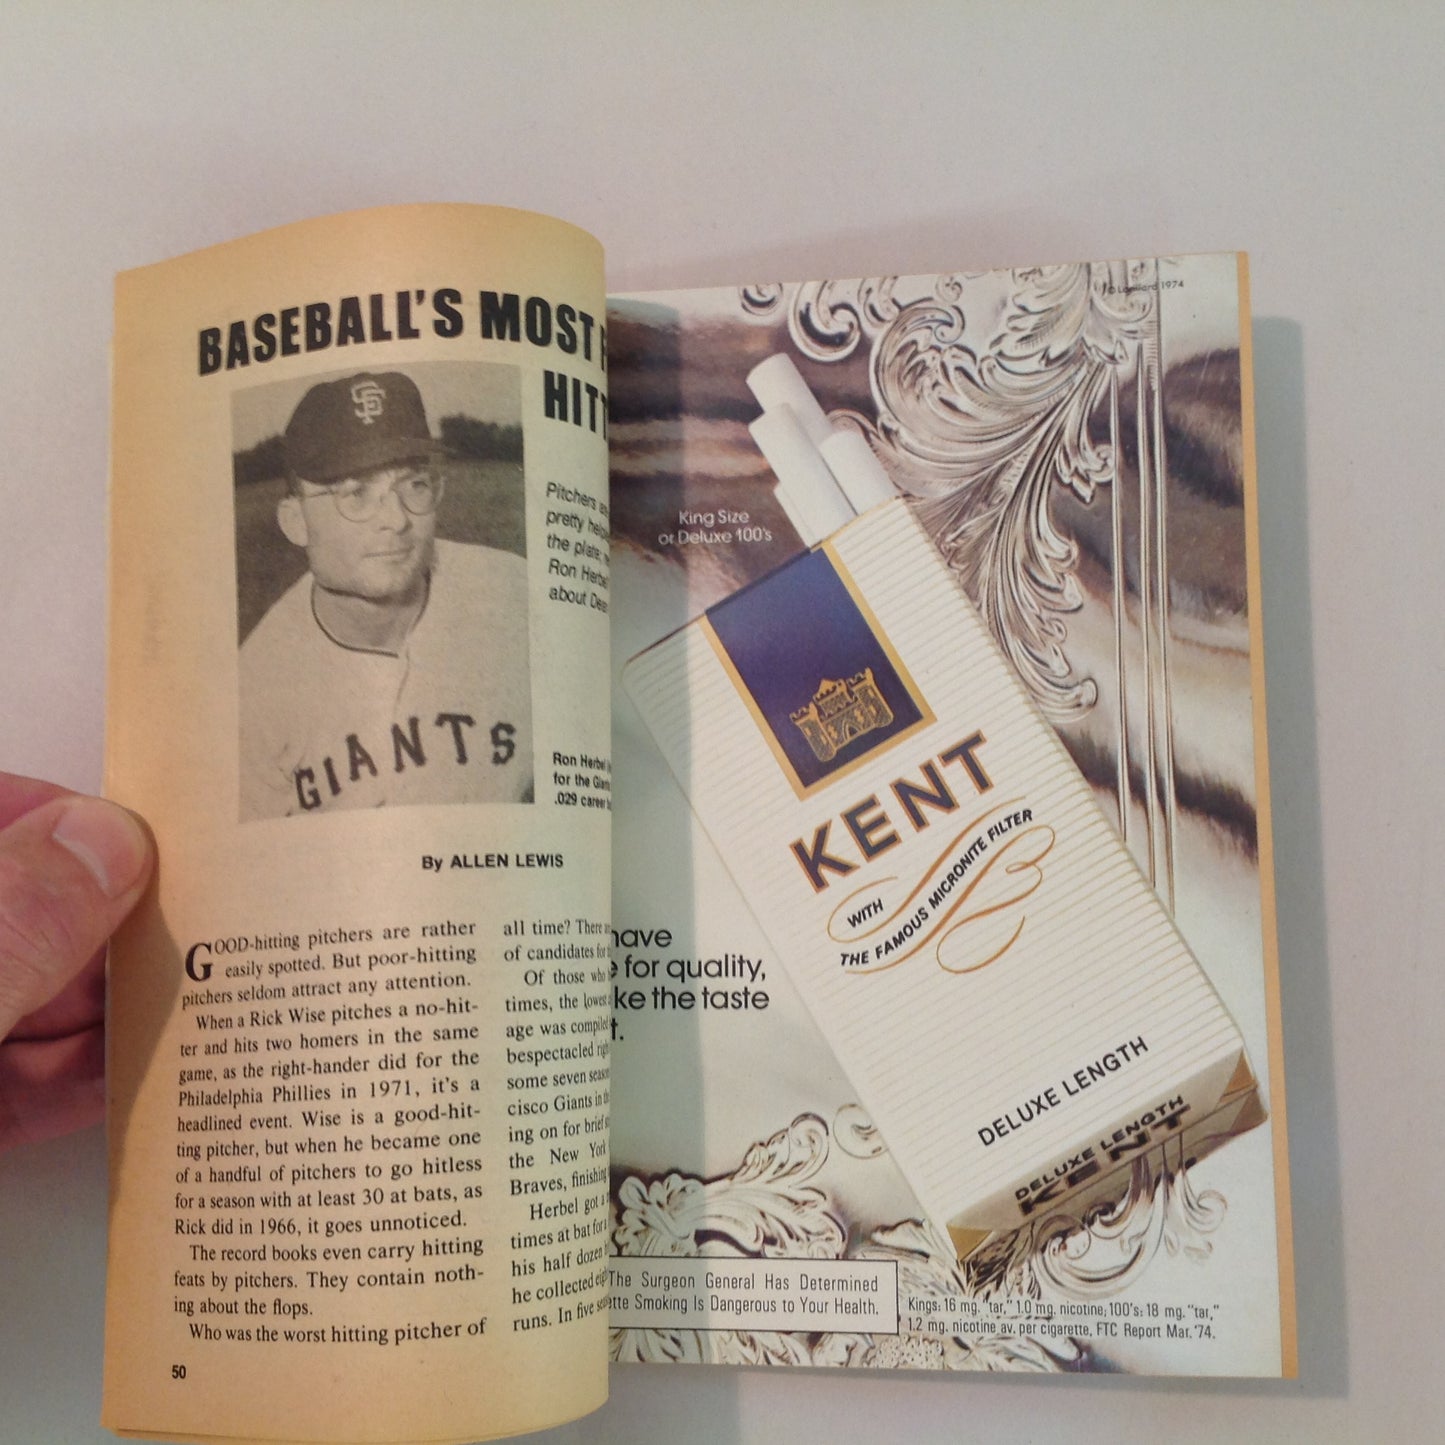 BASEBALL'S MOST
HITT
SF
GIANTS
Pitchers
pretty
the plate;
Ron Herbel
about
Ron Herbel
for the
.029 career
By ALLEN LEWIS
GOOD-hitting pitchers are rather
easily spotted. But poor-hitting
pitchers seldom attract any attention.
When a Rick Wise pitches a no-hit-
ter and hits two homers in the same
game, as the right-hander did for the
Philadelphia Phillies in 1971, it's a
headlined event. Wise is a good-hit-
ting pitcher, but when he became one
of a handful of pitchers to go hitless
for a season with at least 30 at bats, as
Rick did in 1966, it goes unnoticed.
The record books even carry hitting
feats by pitchers. They contain noth-
ing about the flops.
Who was the worst hitting pitcher of
50
all time? There
of candidates for
Of those who
times, the lowest
age was compiled
bespectacled
some seven
cisco Giants in
ing on for brief
the New York
Braves, finishing
Herbel got a
times at bat for a
his half dozen
he collected
runs. In five
© Lorillard 1974
King Size
or Deluxe 100's
KENT
WITH
THE FAMOUS MICRONITE FILTER
DELUXE LENGTH
DELUXE LENGTH
KENT
have
for quality,
the taste
The Surgeon General Has Determined
Smoking Is Dangerous to Your Health.
Kings: 16 mg. "tar," 1.0 mg. nicotine; 100's: 18 mg. "tar,"
1.2 mg. nicotine av. per cigarette, FTC Report Mar. '74.